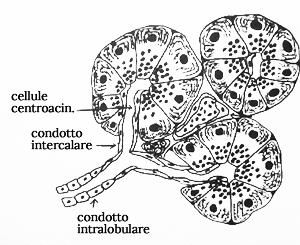 cellule
centroacin.
condotto
intercalare
condotto
intralobulare